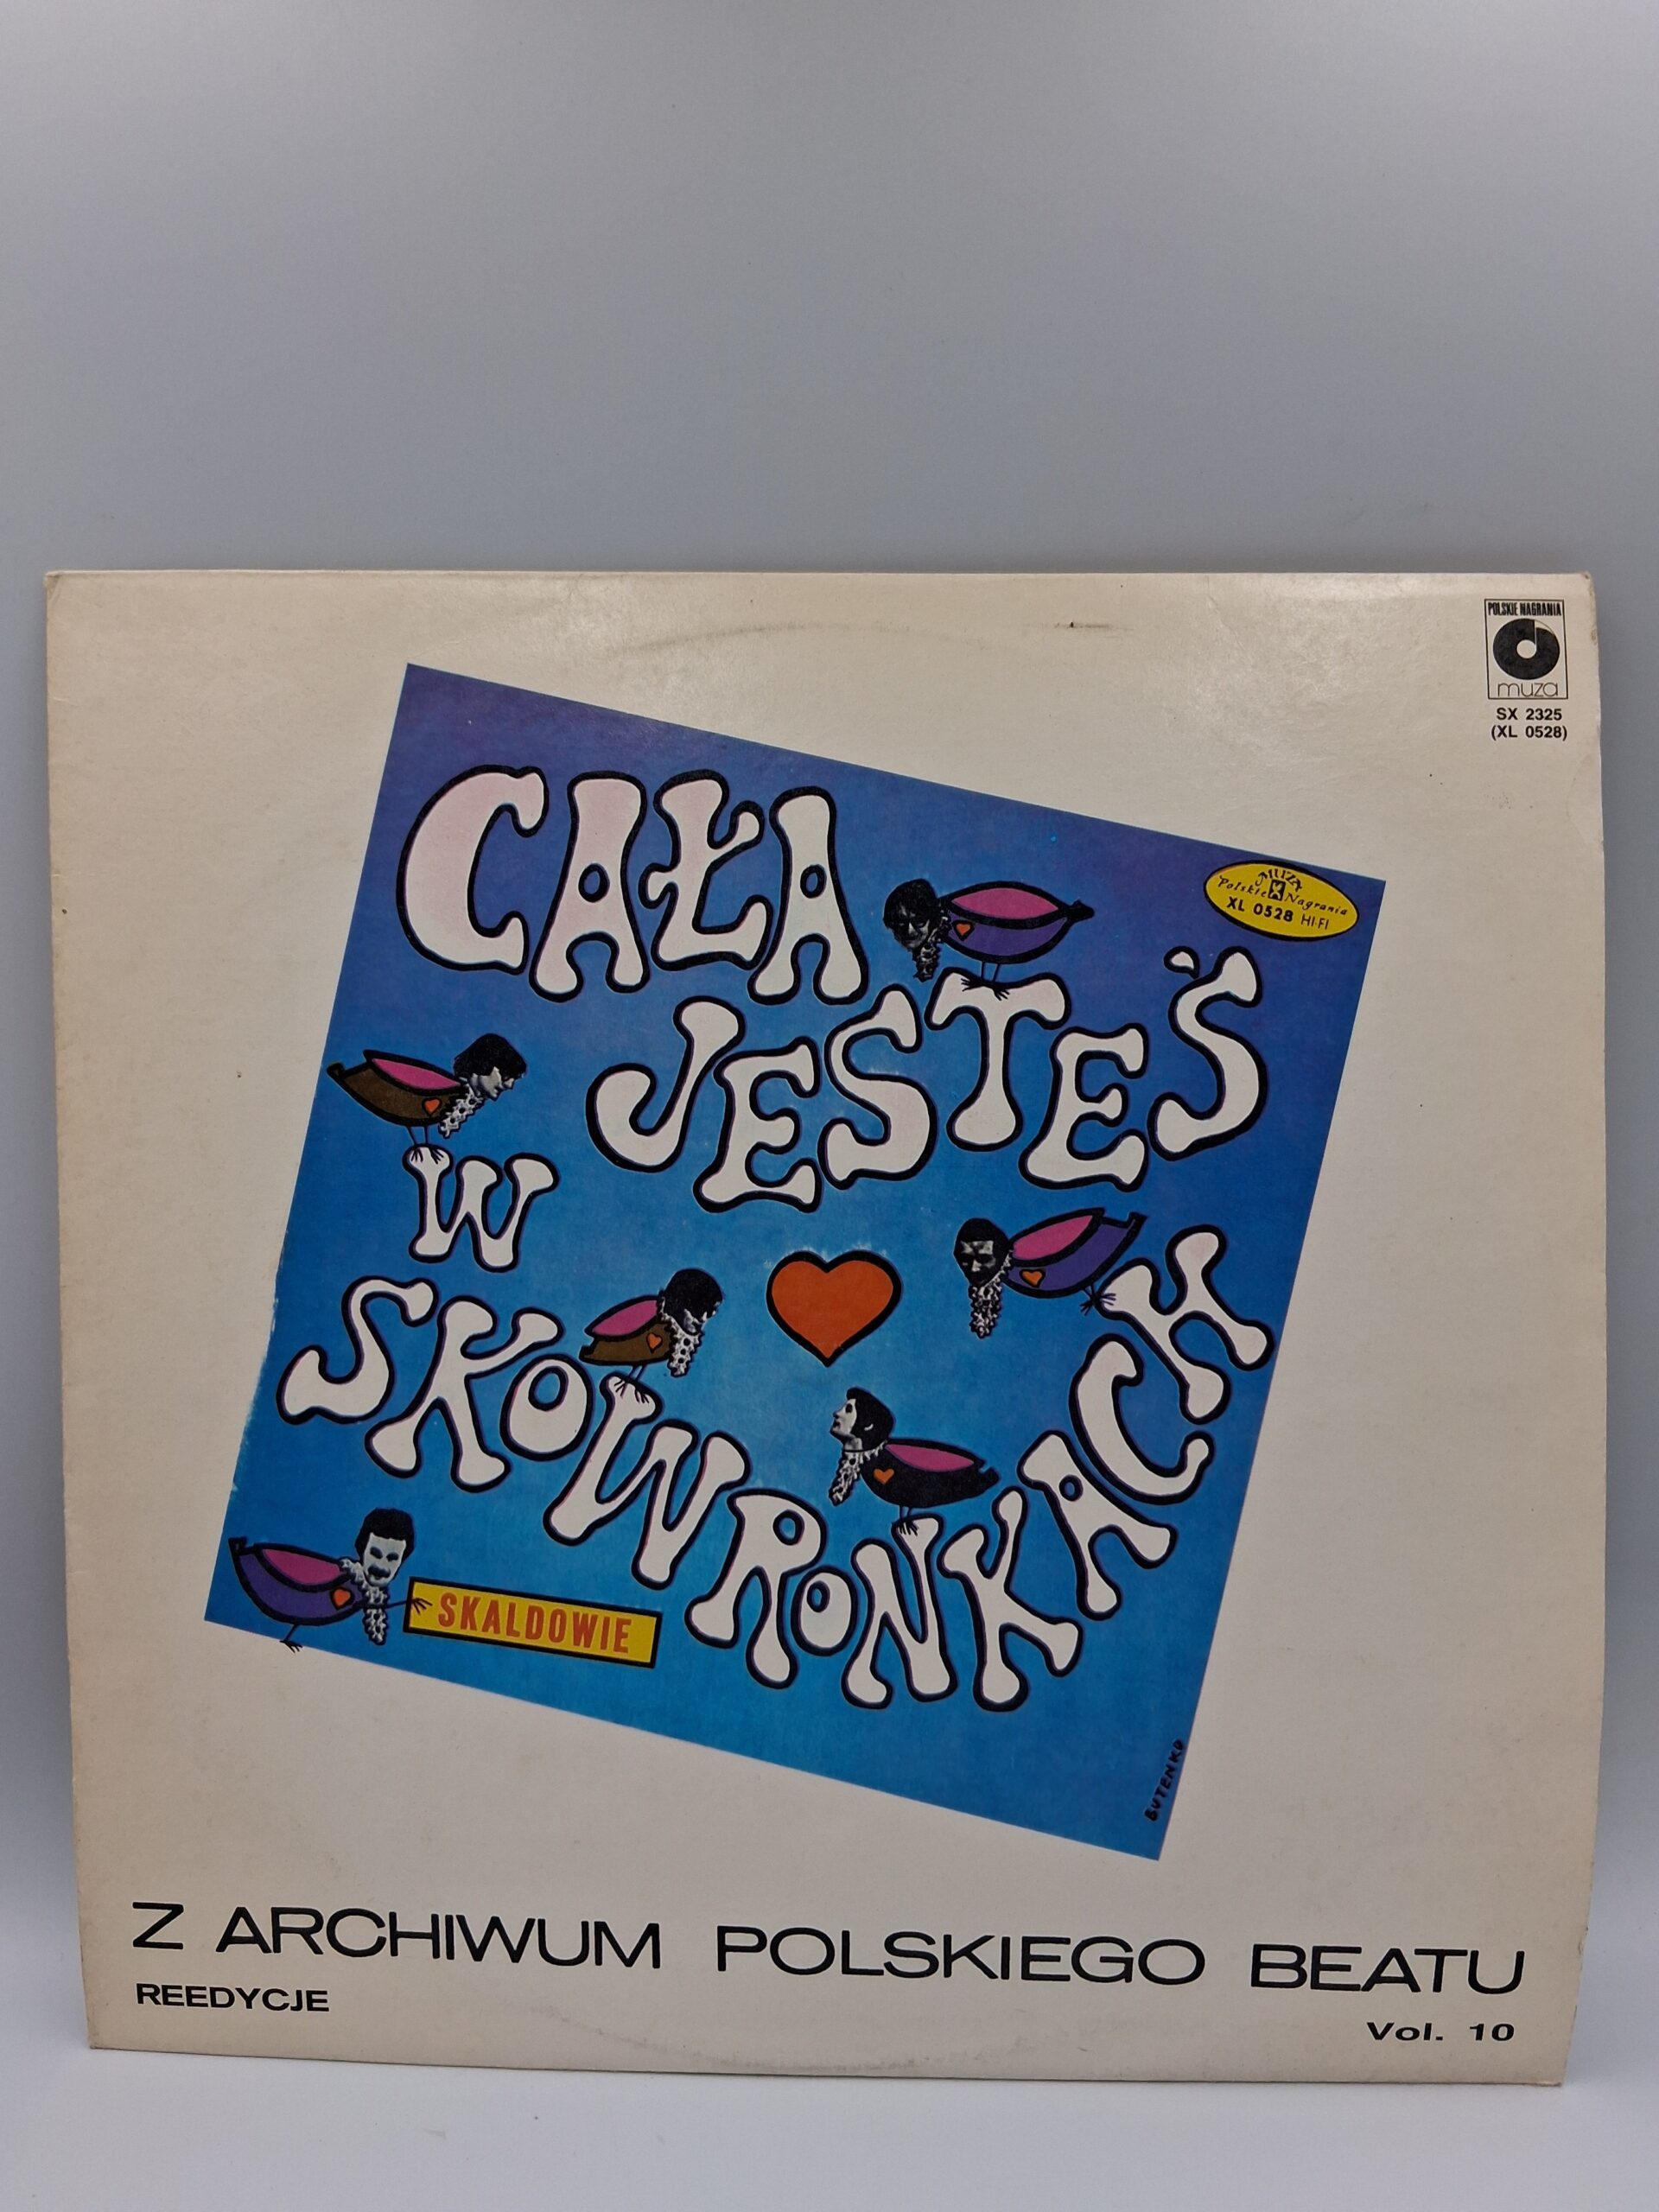 POLSKIE NAGRANIA
muza
SX 2325
(XL 0528)
CAŁA
MUZA
Polskie Nagrania
XL 0528 HI-FI
JESTEŚ
W
SKOWRONKACH
SKALDOWIE
BUTENKO
Z ARCHIWUM POLSKIEGO BEATU
REEDYCJE
Vol. 10